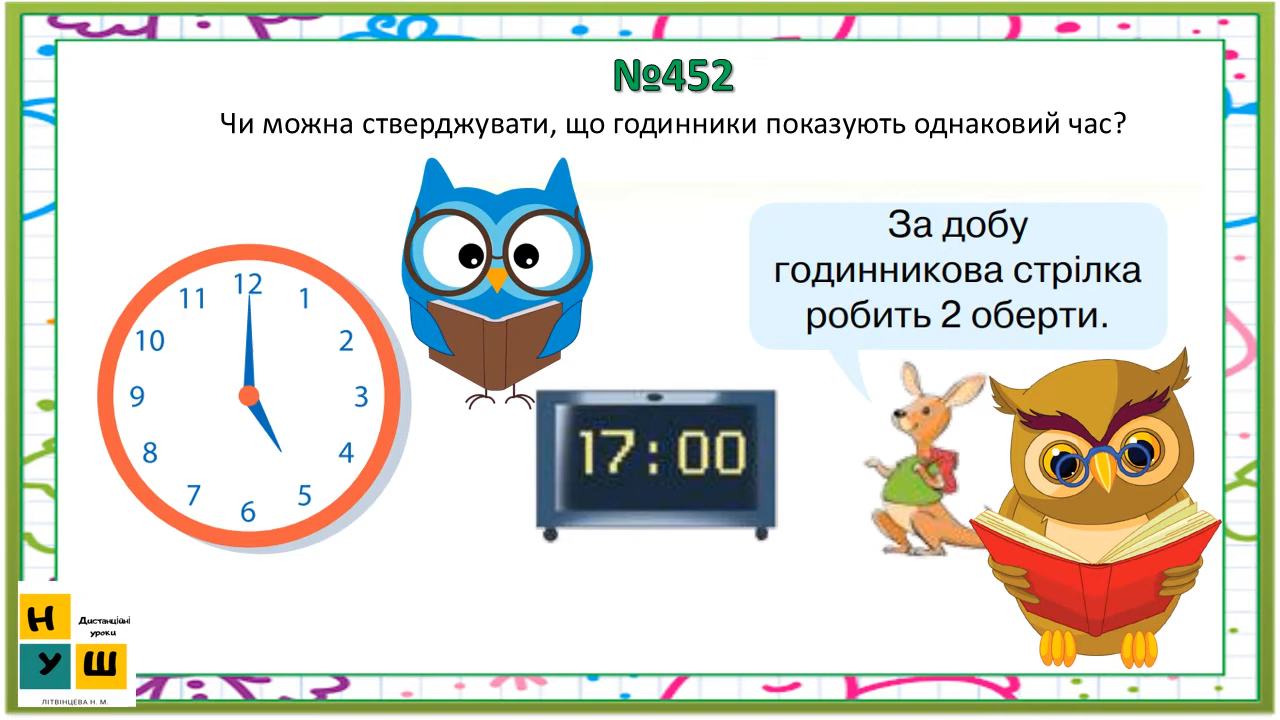 №452
Чи можна стверджувати, що годинники показують однаковий час?
За добу
годинникова стрілка
робить 2 оберти.
12
11
1
10
2
9
3
8
4
7
5
6
17:00
Н
Дистанційні
уроки
У Ш
ЛІТВІНЦЕВА Н. М.